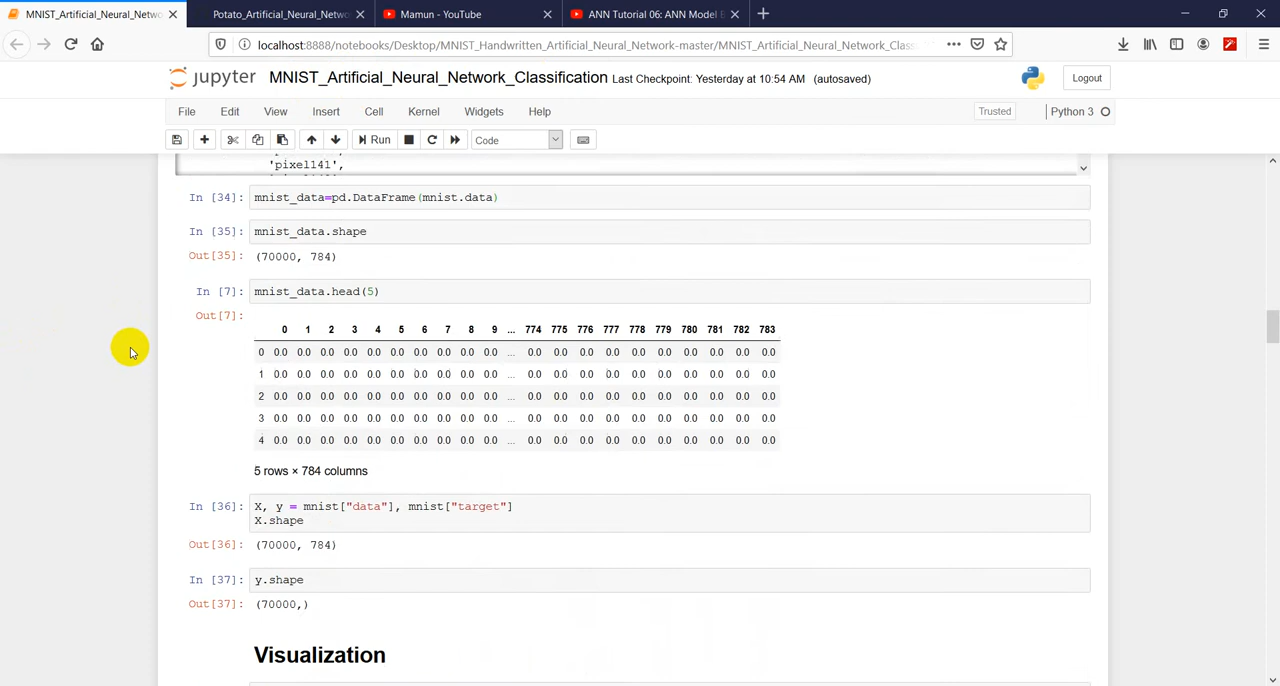 MNIST_Artificial_Neural_Netwo
Potato_Artificial_Neural_Netwo
Mamun - YouTube
ANN Tutorial 06: ANN Model
localhost:8888/notebooks/Desktop/MNIST_Handwritten_Artificial_Neural_Network-master/MNIST_Artificial_Neural_Network_Clas
jupyter MNIST_Artificial_Neural_Network_Classification Last Checkpoint: Yesterday at 10:54 AM (autosaved)
Logout
File Edit View Insert Cell Kernel Widgets Help
Trusted Python 3
Run Code
'pixel141',
In [34]: mnist_data=pd.DataFrame(mnist.data)
In [35]: mnist_data.shape
Out[35]: (70000, 784)
In [7]: mnist_data.head(5)
Out[7]:
0 1 2 3 4 5 6 7 8 9 ... 774 775 776 777 778 779 780 781 782 783
0 0.0 0.0 0.0 0.0 0.0 0.0 0.0 0.0 0.0 0.0 ... 0.0 0.0 0.0 0.0 0.0 0.0 0.0 0.0 0.0 0.0
1 0.0 0.0 0.0 0.0 0.0 0.0 0.0 0.0 0.0 0.0 ... 0.0 0.0 0.0 0.0 0.0 0.0 0.0 0.0 0.0 0.0
2 0.0 0.0 0.0 0.0 0.0 0.0 0.0 0.0 0.0 0.0 ... 0.0 0.0 0.0 0.0 0.0 0.0 0.0 0.0 0.0 0.0
3 0.0 0.0 0.0 0.0 0.0 0.0 0.0 0.0 0.0 0.0 ... 0.0 0.0 0.0 0.0 0.0 0.0 0.0 0.0 0.0 0.0
4 0.0 0.0 0.0 0.0 0.0 0.0 0.0 0.0 0.0 0.0 ... 0.0 0.0 0.0 0.0 0.0 0.0 0.0 0.0 0.0 0.0
5 rows × 784 columns
In [36]: X, y = mnist["data"], mnist["target"]
X.shape
Out[36]: (70000, 784)
In [37]: y.shape
Out[37]: (70000,)
Visualization